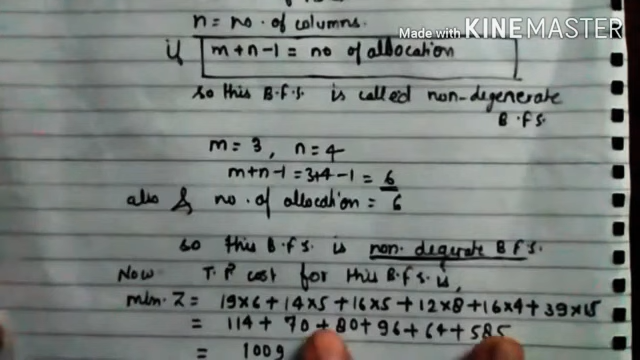 Made with KINEMASTER
n = no. of columns.
if m+n-1 = no of allocation
so this B.f.s. is called non-degenerate
B.f.s.
m = 3, n = 4
m+n-1 = 3+4-1 = 6
also & no. of allocation = 6
so this B.f.s. is non-degerate B.f.s.
Now T.P cost for this B.f.s. is,
min. Z = 19×6 + 14×5 + 16×5 + 12×8 + 16×4 + 39×15
= 114 + 70 + 80 + 96 + 64 + 585
= 1009